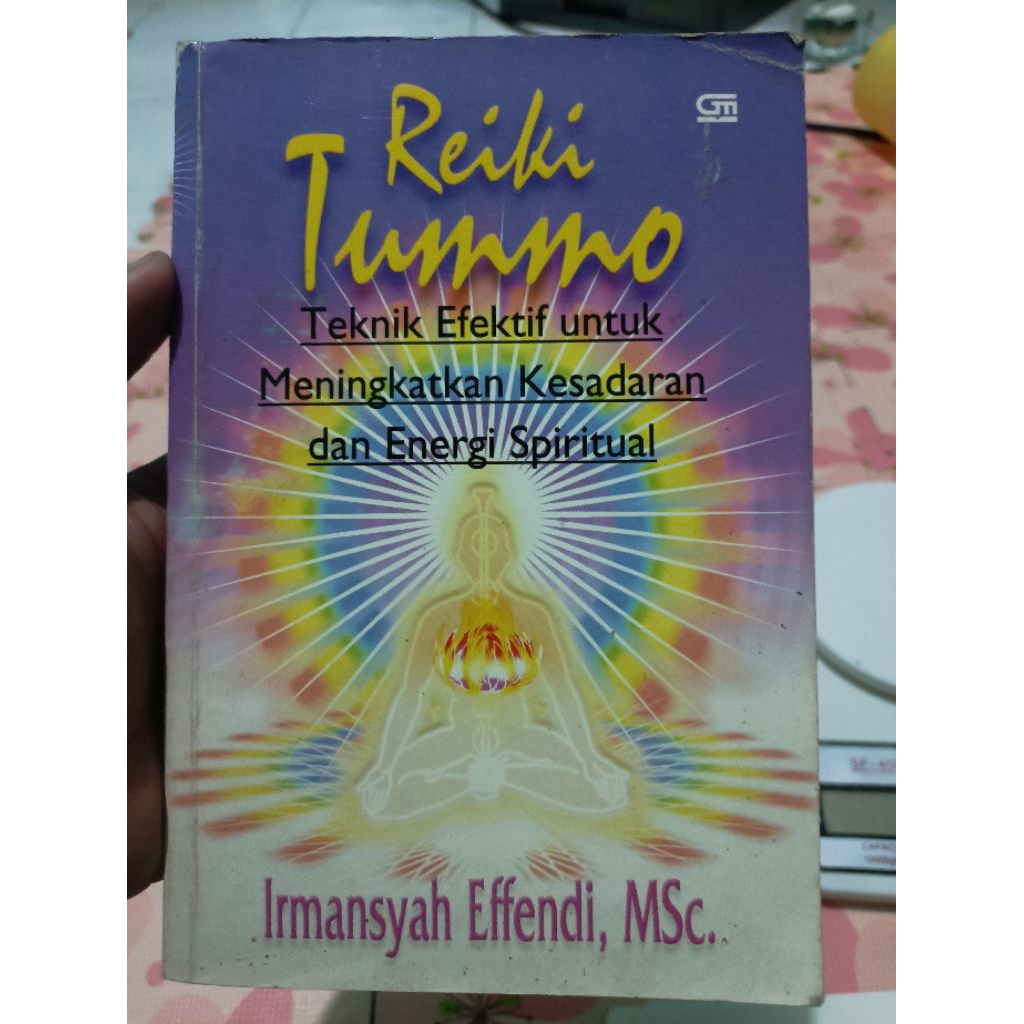 Reiki
Tummo
GM
Teknik Efektif untuk
Meningkatkan Kesadaran
dan Energi Spiritual
Irmansyah Effendi, MSc.